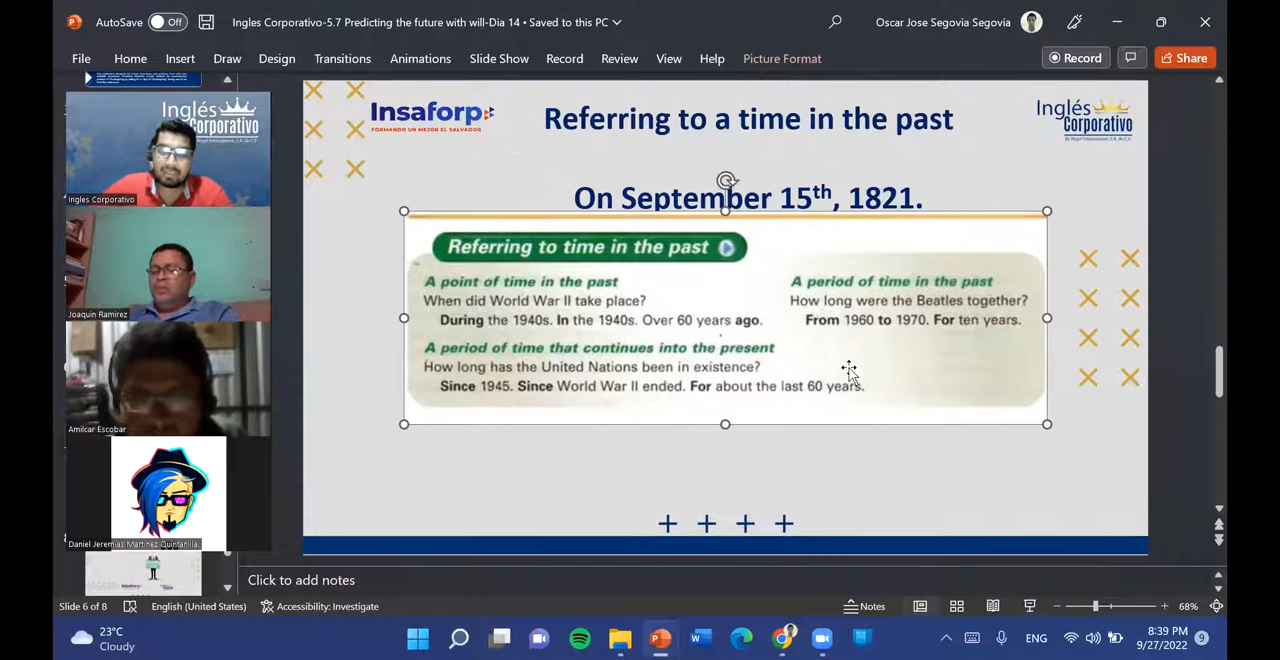 AutoSave Off Ingles Corporativo-5.7 Predicting the future with will-Dia 14 • Saved to this PC Oscar Jose Segovia Segovia
File Home Insert Draw Design Transitions Animations Slide Show Record Review View Help Picture Format Record Share
Inglés
Corporativo
Ingles Corporativo
Joaquin Ramirez
Amilcar Escobar
Daniel Jeremias Martinez Quintanilla.
Insaforp
FORMANDO UN MEJOR EL SALVADOR
Referring to a time in the past
Inglés
Corporativo
On September 15th, 1821.
Referring to time in the past
A point of time in the past
When did World War II take place?
During the 1940s. In the 1940s. Over 60 years ago.
A period of time in the past
How long were the Beatles together?
From 1960 to 1970. For ten years.
A period of time that continues into the present
How long has the United Nations been in existence?
Since 1945. Since World War II ended. For about the last 60 years.
Click to add notes
Slide 6 of 8 English (United States) Accessibility: Investigate Notes 68%
23°C
Cloudy
ENG
8:39 PM
9/27/2022
9